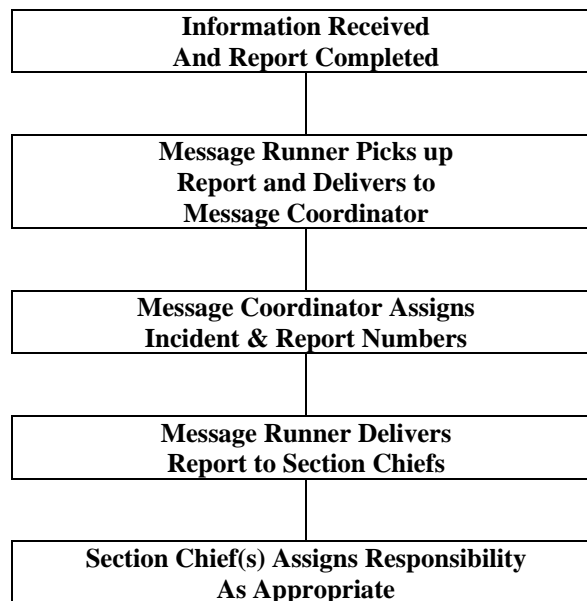 Information Received
And Report Completed
Message Runner Picks up
Report and Delivers to
Message Coordinator
Message Coordinator Assigns
Incident & Report Numbers
Message Runner Delivers
Report to Section Chiefs
Section Chief(s) Assigns Responsibility
As Appropriate